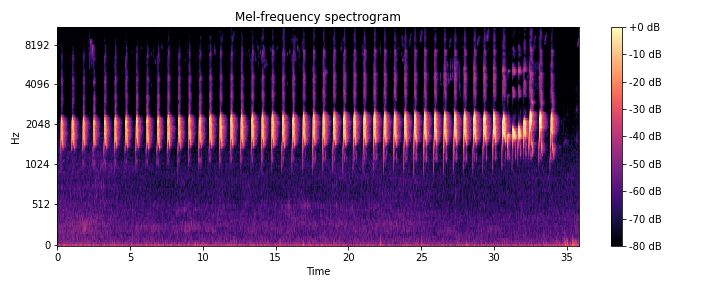 Mel-frequency spectrogram
8192
4096
2048
1024
512
0
Hz
0 5 10 15 20 25 30 35
Time
+0 dB
-10 dB
-20 dB
-30 dB
-40 dB
-50 dB
-60 dB
-70 dB
-80 dB